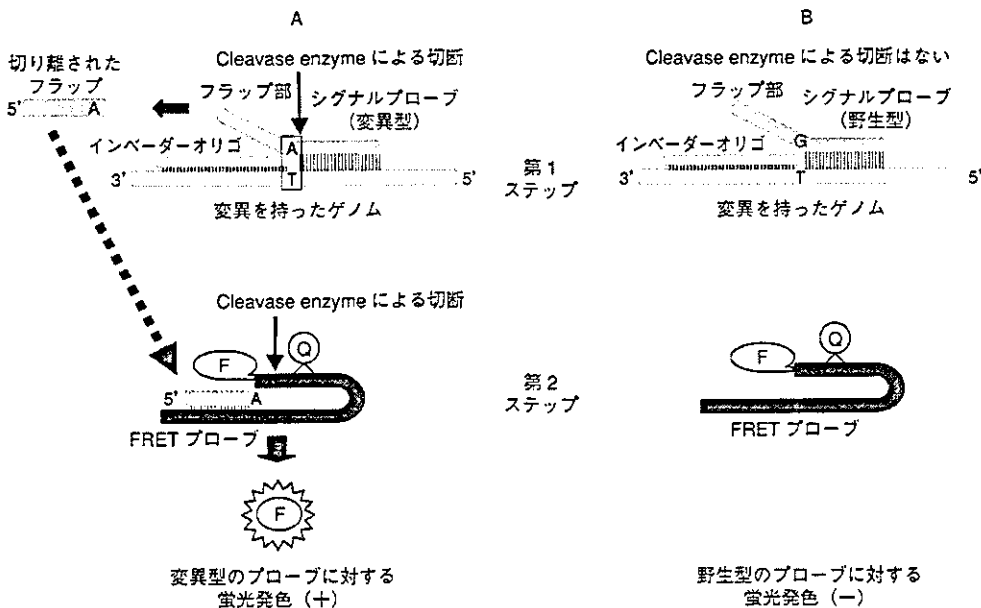 A
Cleavase enzyme による切断
切り離された
フラップ
5'
A
フラップ部
シグナルプローブ
(変異型)
インベーダーオリゴ
A
T
3'
5'
変異を持ったゲノム
第1
ステップ
B
Cleavase enzyme による切断はない
フラップ部
シグナルプローブ
(野生型)
インベーダーオリゴ
G
T
3'
5'
変異を持ったゲノム
Cleavase enzyme による切断
Q
F
5'
A
FRET プローブ
F
変異型のプローブに対する
蛍光発色 (+)
第2
ステップ
Q
F
FRET プローブ
野生型のプローブに対する
蛍光発色 (ー)